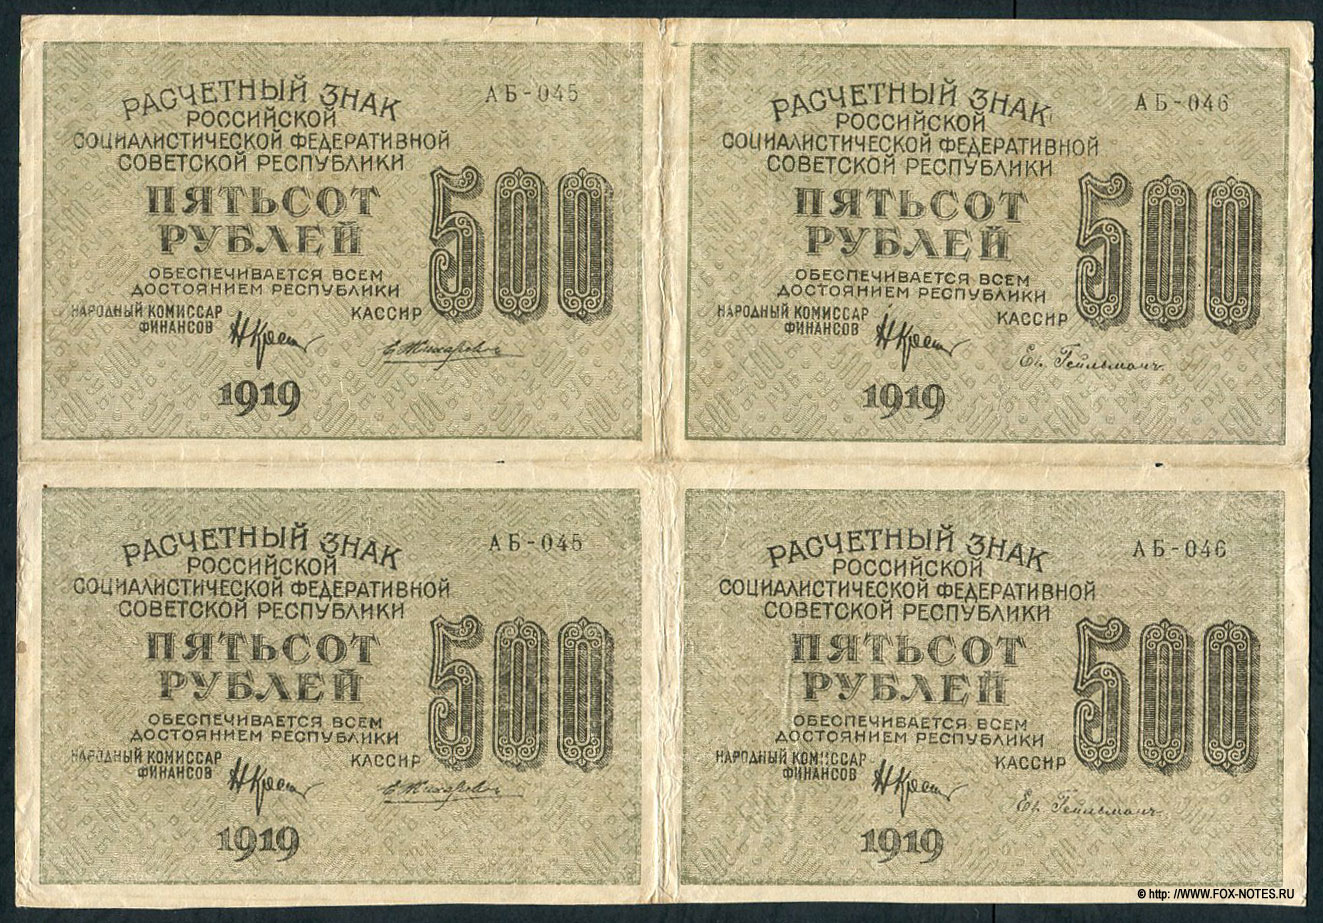 РАСЧЕТНЫЙ ЗНАК
АБ-045
РОССИЙСКОЙ
СОЦИАЛИСТИЧЕСКОЙ ФЕДЕРАТИВНОЙ
СОВЕТСКОЙ РЕСПУБЛИКИ
ПЯТЬСОТ
РУБЛЕЙ
500
ОБЕСПЕЧИВАЕТСЯ ВСЕМ
ДОСТОЯНИЕМ РЕСПУБЛИКИ
НАРОДНЫЙ КОМИССАР
ФИНАНСОВ
КАССИР
1919
РАСЧЕТНЫЙ ЗНАК
АБ-046
РОССИЙСКОЙ
СОЦИАЛИСТИЧЕСКОЙ ФЕДЕРАТИВНОЙ
СОВЕТСКОЙ РЕСПУБЛИКИ
ПЯТЬСОТ
РУБЛЕЙ
500
ОБЕСПЕЧИВАЕТСЯ ВСЕМ
ДОСТОЯНИЕМ РЕСПУБЛИКИ
НАРОДНЫЙ КОМИССАР
ФИНАНСОВ
КАССИР
Ев. Гейльманъ
1919
РАСЧЕТНЫЙ ЗНАК
АБ-045
РОССИЙСКОЙ
СОЦИАЛИСТИЧЕСКОЙ ФЕДЕРАТИВНОЙ
СОВЕТСКОЙ РЕСПУБЛИКИ
ПЯТЬСОТ
РУБЛЕЙ
500
ОБЕСПЕЧИВАЕТСЯ ВСЕМ
ДОСТОЯНИЕМ РЕСПУБЛИКИ
НАРОДНЫЙ КОМИССАР
ФИНАНСОВ
КАССИР
1919
РАСЧЕТНЫЙ ЗНАК
АБ-046
РОССИЙСКОЙ
СОЦИАЛИСТИЧЕСКОЙ ФЕДЕРАТИВНОЙ
СОВЕТСКОЙ РЕСПУБЛИКИ
ПЯТЬСОТ
РУБЛЕЙ
500
ОБЕСПЕЧИВАЕТСЯ ВСЕМ
ДОСТОЯНИЕМ РЕСПУБЛИКИ
НАРОДНЫЙ КОМИССАР
ФИНАНСОВ
КАССИР
Ев. Гейльманъ
1919
© http: //WWW.FOX-NOTES.RU